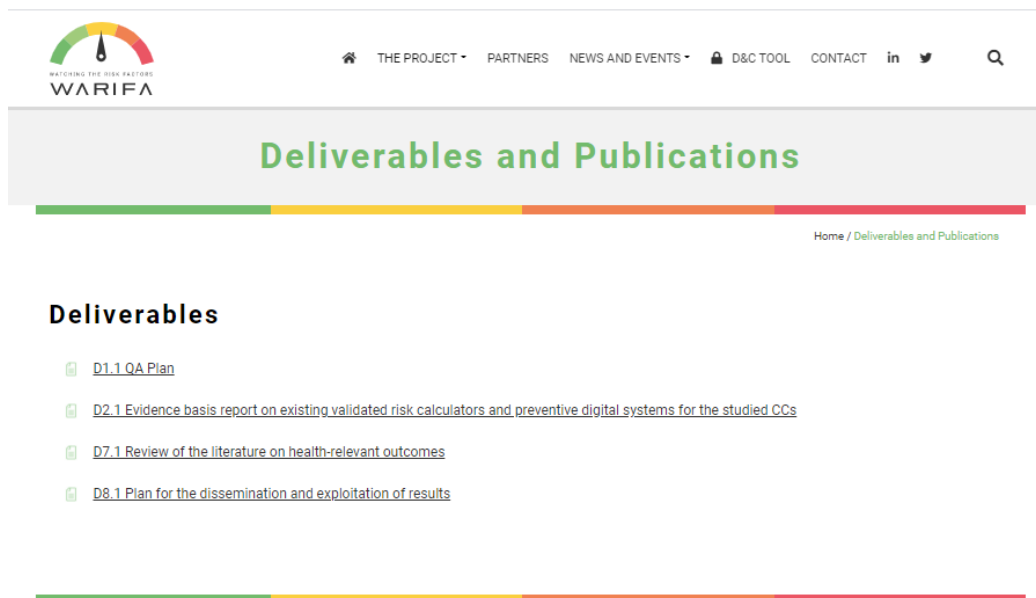 WATCHING THE RISK FACTORS
WARIFA
THE PROJECT
PARTNERS
NEWS AND EVENTS
D&C TOOL
CONTACT
in
Deliverables and Publications
Home / Deliverables and Publications
Deliverables
D1.1 QA Plan
D2.1 Evidence basis report on existing validated risk calculators and preventive digital systems for the studied CCs
D7.1 Review of the literature on health-relevant outcomes
D8.1 Plan for the dissemination and exploitation of results